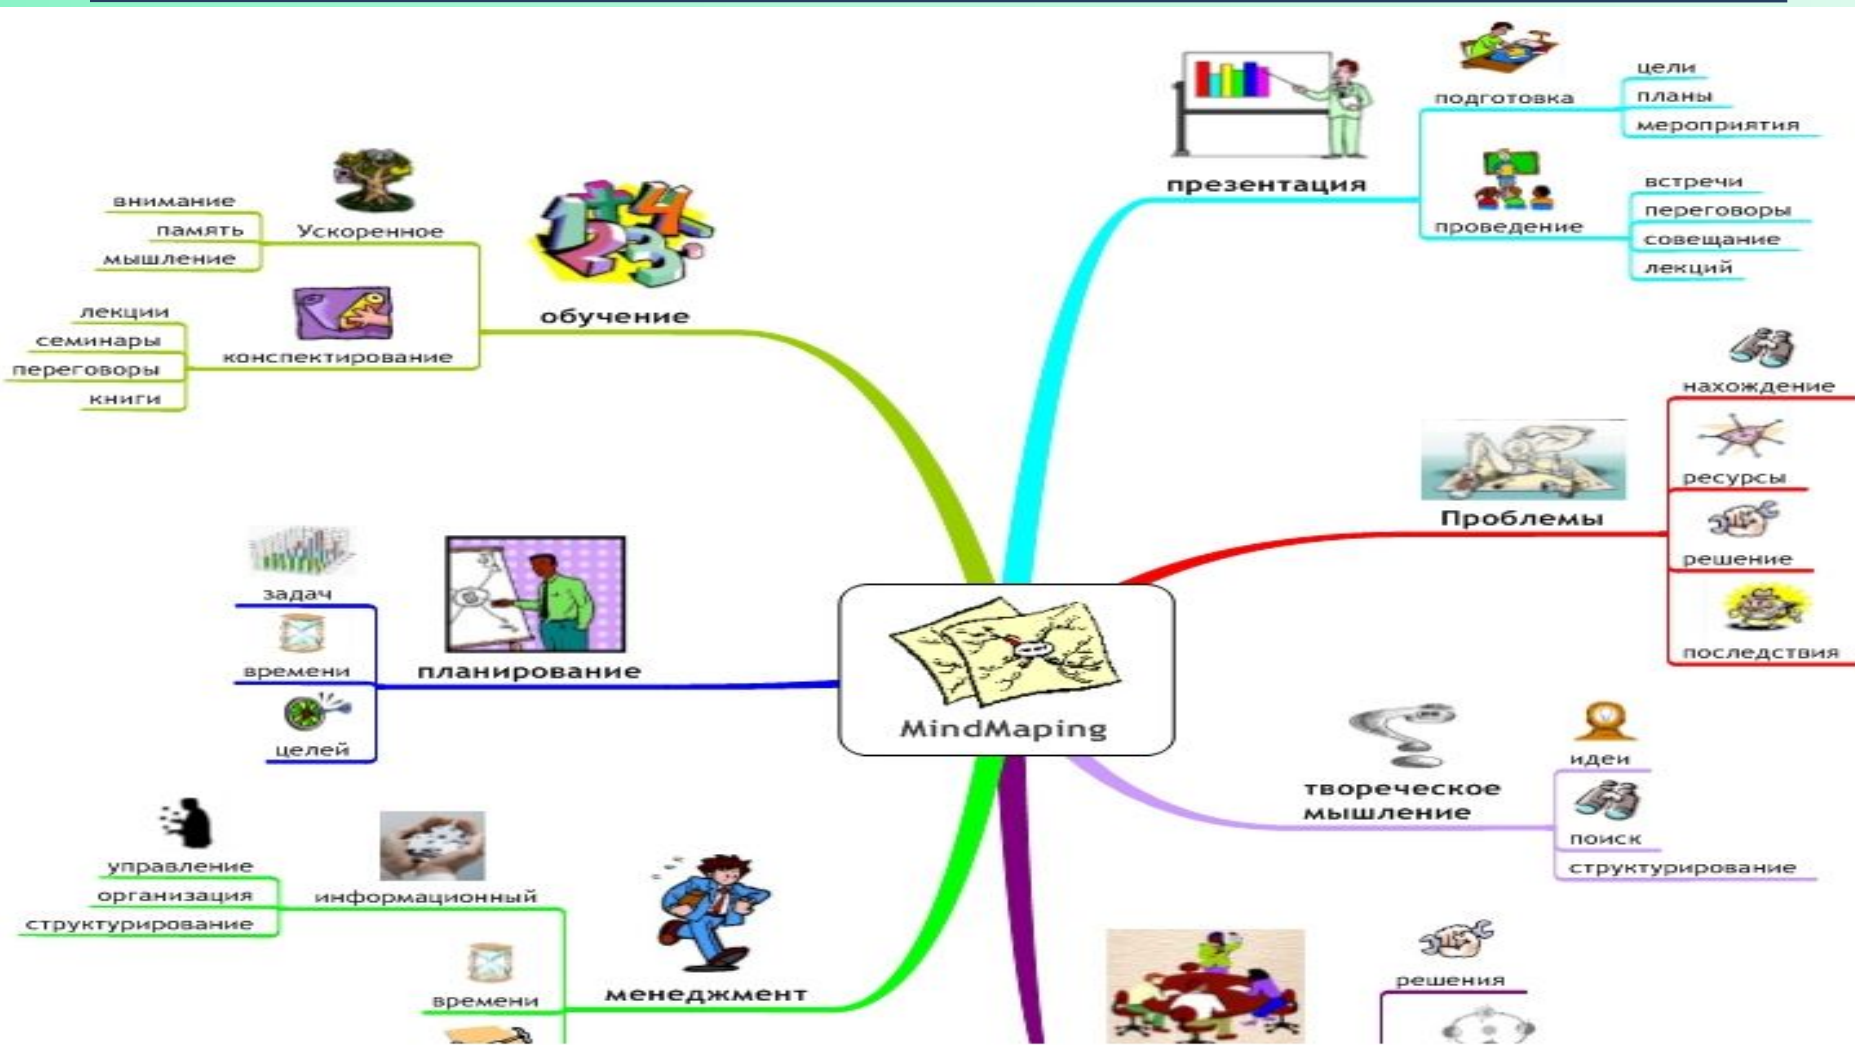 MindMaping
презентация
подготовка
цели
планы
мероприятия
проведение
встречи
переговоры
совещание
лекций
Проблемы
нахождение
ресурсы
решение
последствия
твореческое
мышление
идеи
поиск
структурирование
решения
обучение
Ускоренное
внимание
память
мышление
конспектирование
лекции
семинары
переговоры
книги
планирование
задач
времени
целей
менеджмент
информационный
управление
организация
структурирование
времени